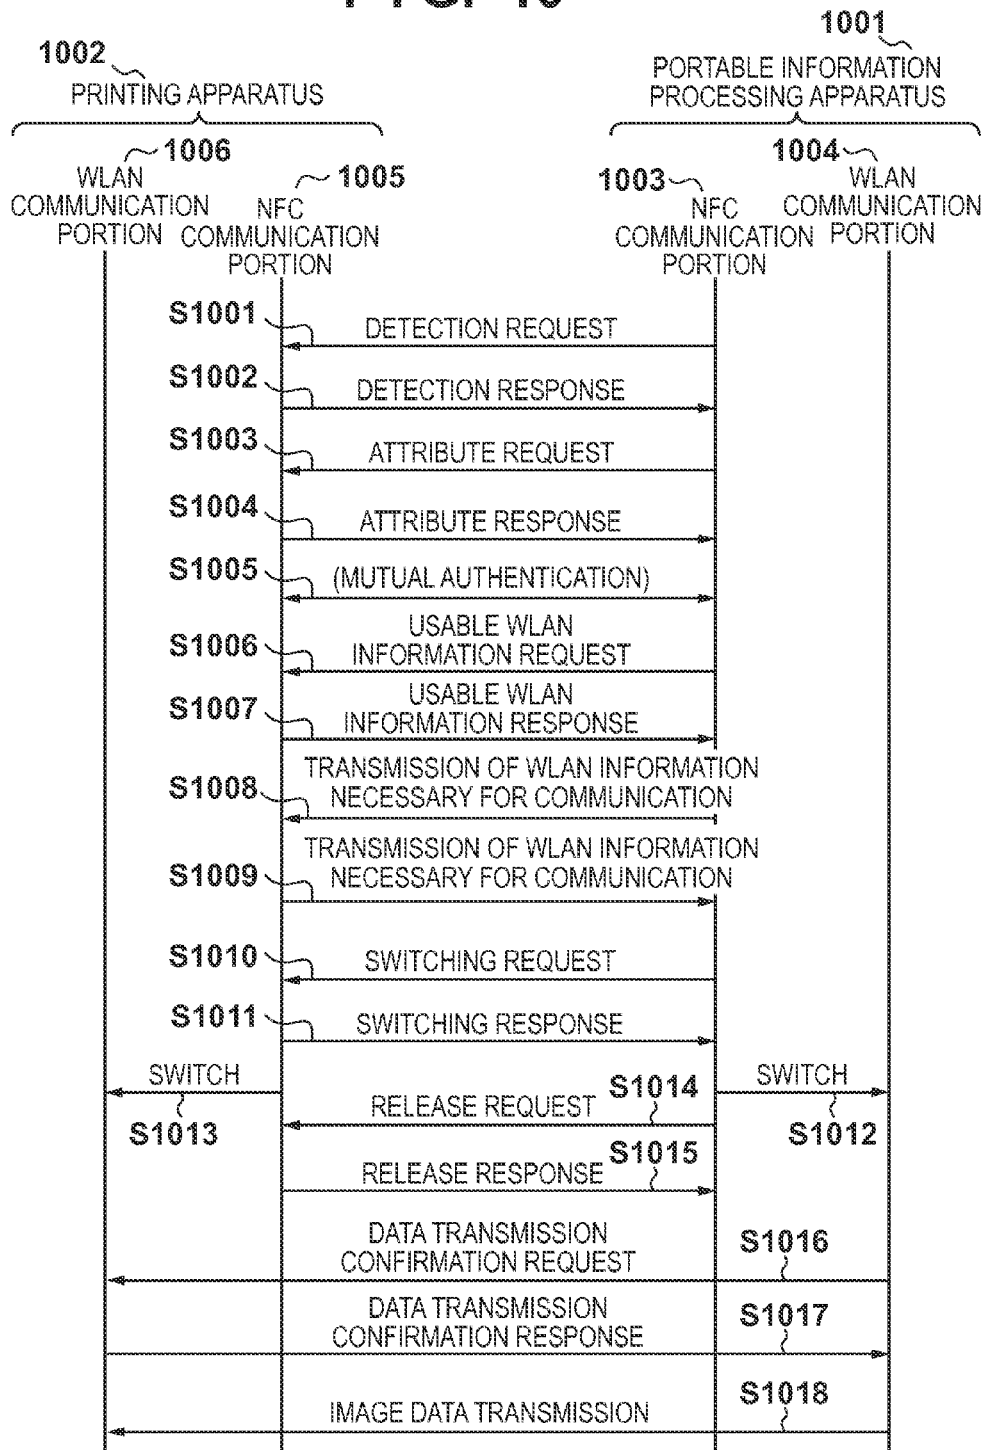 1001
1002
PORTABLE INFORMATION
PROCESSING APPARATUS
PRINTING APPARATUS
1006
WLAN
COMMUNICATION
PORTION
1005
NFC
COMMUNICATION
PORTION
1003
NFC
COMMUNICATION
PORTION
1004
WLAN
COMMUNICATION
PORTION
S1001
DETECTION REQUEST
S1002
DETECTION RESPONSE
S1003
ATTRIBUTE REQUEST
S1004
ATTRIBUTE RESPONSE
S1005
(MUTUAL AUTHENTICATION)
S1006
USABLE WLAN
INFORMATION REQUEST
S1007
USABLE WLAN
INFORMATION RESPONSE
S1008
TRANSMISSION OF WLAN INFORMATION
NECESSARY FOR COMMUNICATION
S1009
TRANSMISSION OF WLAN INFORMATION
NECESSARY FOR COMMUNICATION
S1010
SWITCHING REQUEST
S1011
SWITCHING RESPONSE
SWITCH
S1013
SWITCH
S1012
RELEASE REQUEST
S1014
RELEASE RESPONSE
S1015
DATA TRANSMISSION
CONFIRMATION REQUEST
S1016
DATA TRANSMISSION
CONFIRMATION RESPONSE
S1017
IMAGE DATA TRANSMISSION
S1018